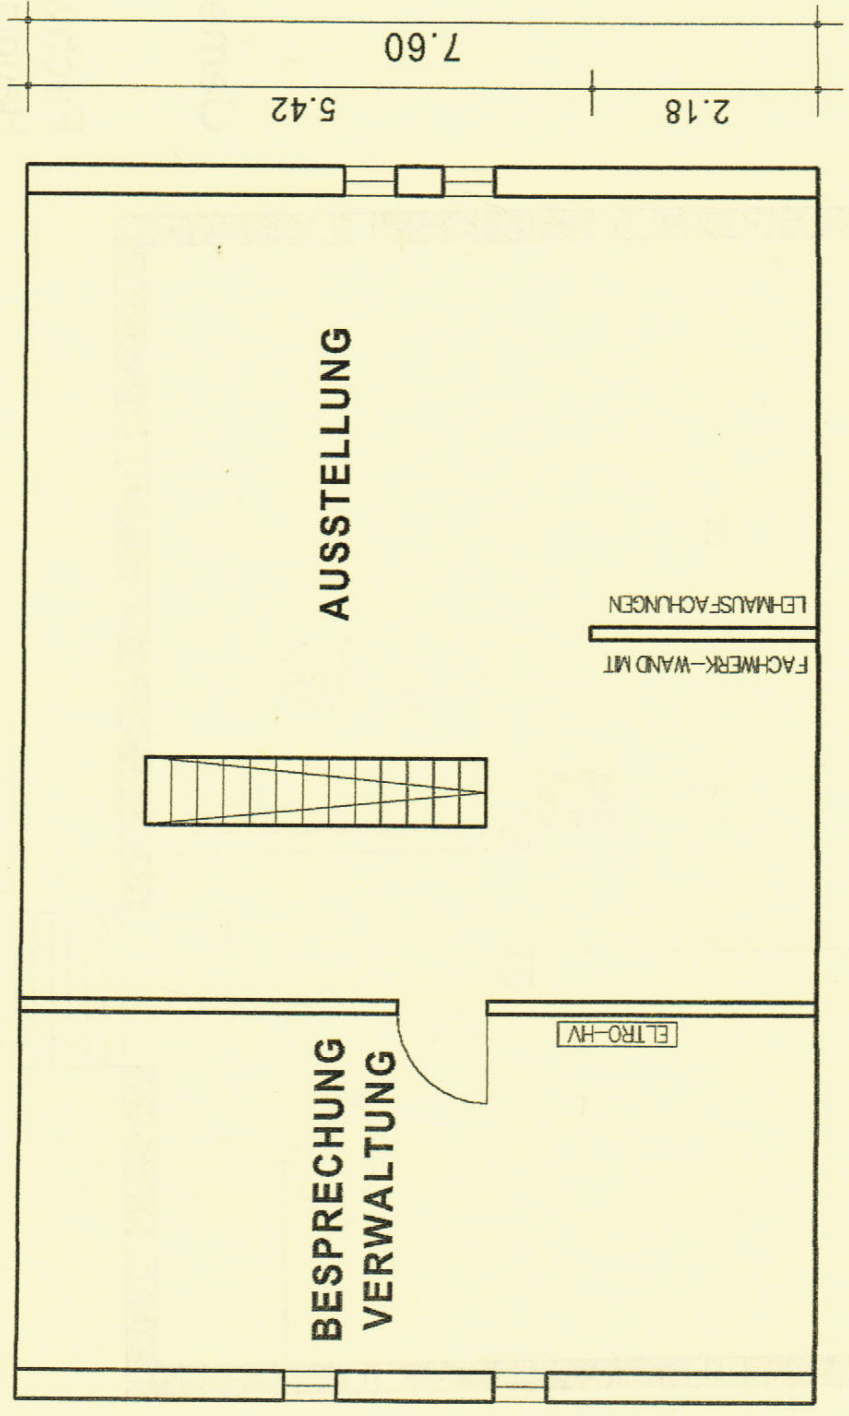 7.60
5.42
2.18
AUSSTELLUNG
FACHWERK-WAND MIT
LEHMAUSFACHUNGEN
ELTRO-HV
BESPRECHUNG
VERWALTUNG